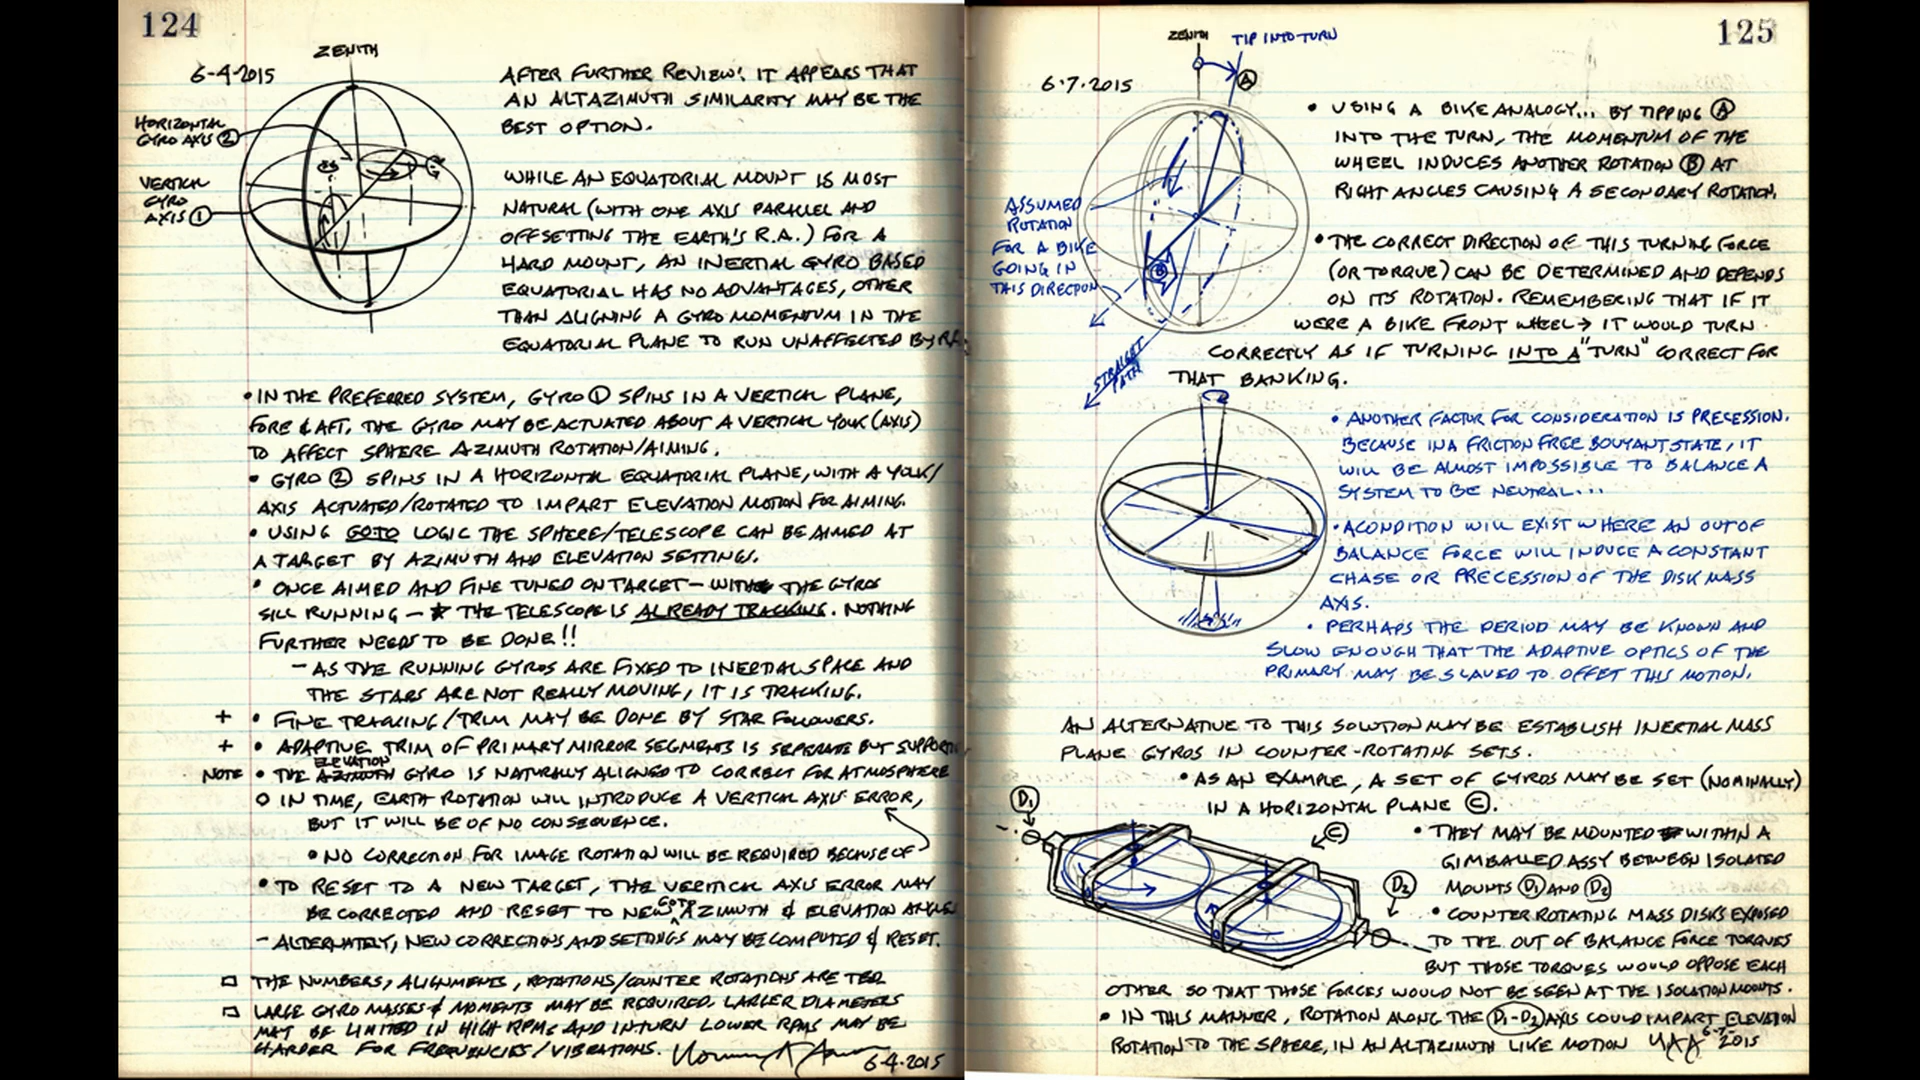 124
ZENITH
6-4-2015
HORIZONTAL
GYRO AXIS ②
VERTICAL
GYRO
AXIS ①
AFTER FURTHER REVIEW! IT APPEARS THAT
AN ALTAZIMUTH SIMILARITY MAY BE THE
BEST OPTION.
WHILE AN EQUATORIAL MOUNT IS MOST
NATURAL (WITH ONE AXIS PARALLEL AND
OFFSETTING THE EARTH'S R.A.) FOR A
HARD MOUNT, AN INERTIAL GYRO BASED
EQUATORIAL HAS NO ADVANTAGES, OTHER
THAN ALIGNING A GYRO MOMENTUM IN THE
EQUATORIAL PLANE TO RUN UNAFFECTED BY
• IN THE PREFERRED SYSTEM, GYRO ① SPINS IN A VERTICAL PLANE,
FORE & AFT, THE GYRO MAY BE ACTUATED ABOUT A VERTICAL YOLK (AXIS)
TO AFFECT SPHERE AZIMUTH ROTATION/AIMING.
• GYRO ② SPINS IN A HORIZONTAL EQUATORIAL PLANE, WITH A YOLK/
AXIS ACTUATED/ROTATED TO IMPART ELEVATION MOTION FOR AIMING.
• USING GOTO LOGIC THE SPHERE/TELESCOPE CAN BE AIMED AT
A TARGET BY AZIMUTH AND ELEVATION SETTINGS.
• ONCE AIMED AND FINE TUNED ON TARGET - WITH THE GYROS
SILL RUNNING - THE TELESCOPE IS ALREADY TRACKING. NOTHING
FURTHER NEEDS TO BE DONE!!
- AS THE RUNNING GYROS ARE FIXED TO INERTIAL SPACE AND
THE STARS ARE NOT REALLY MOVING, IT IS TRACKING.
+ • FINE TRACKING/TRIM MAY BE DONE BY STAR FOLLOWERS.
+ • ADAPTIVE TRIM OF PRIMARY MIRROR SEGMENTS IS SEPERATE BUT
ELEVATION
NOTE • THE AZIMUTH GYRO IS NATURALLY ALIGNED TO CORRECT FOR ATMOSPHERE
O IN TIME, EARTH ROTATION WILL INTRODUCE A VERTICAL AXIS ERROR,
BUT IT WILL BE OF NO CONSEQUENCE.
• NO CORRECTION FOR IMAGE ROTATION WILL BE REQUIRED BECAUSE OF
• TO RESET TO A NEW TARGET, THE VERTICAL AXIS ERROR MAY
BE CORRECTED AND RESET TO NEW GOTO AZIMUTH & ELEVATION ANGLES
- ALTERNATELY, NEW CORRECTIONS AND SETTINGS MAY BE COMPUTED & RESET.
□ THE NUMBERS, ALIGNMENTS, ROTATIONS/COUNTER ROTATIONS ARE TBD
□ LARGE GYRO MASSES & MOMENTS MAY BE REQUIRED. LARGER DIAMETERS
MAY BE LIMITED IN HIGH RPMS AND IN TURN LOWER RPMS MAY BE
HARDER FOR FREQUENCIES/VIBRATIONS.
6-4-2015
125
ZENITH
TIP INTO TURN
Ⓐ
6-7-2015
ASSUMED
ROTATION
FOR A BIKE
GOING IN
THIS DIRECTION
Ⓑ
STRAIGHT
PATH
• USING A BIKE ANALOGY... BY TIPPING Ⓐ
INTO THE TURN, THE MOMENTUM OF THE
WHEEL INDUCES ANOTHER ROTATION Ⓑ AT
RIGHT ANGLES CAUSING A SECONDARY ROTATION.
• THE CORRECT DIRECTION OF THIS TURNING FORCE
(OR TORQUE) CAN BE DETERMINED AND DEPENDS
ON ITS ROTATION. REMEMBERING THAT IF IT
WERE A BIKE FRONT WHEEL → IT WOULD TURN
CORRECTLY AS IF TURNING INTO A "TURN" CORRECT FOR
THAT BANKING.
• ANOTHER FACTOR FOR CONSIDERATION IS PRECESSION.
BECAUSE IN A FRICTION FREE BOUYANT STATE, IT
WILL BE ALMOST IMPOSSIBLE TO BALANCE A
SYSTEM TO BE NEUTRAL...
• A CONDITION WILL EXIST WHERE AN OUT OF
BALANCE FORCE WILL INDUCE A CONSTANT
CHASE OR PRECESSION OF THE DISK MASS
AXIS.
• PERHAPS THE PERIOD MAY BE KNOWN AND
SLOW ENOUGH THAT THE ADAPTIVE OPTICS OF THE
PRIMARY MAY BE SLAVED TO OFFET THIS MOTION.
AN ALTERNATIVE TO THIS SOLUTION MAY BE ESTABLISH INERTIAL MASS
PLANE GYROS IN COUNTER-ROTATING SETS.
• AS AN EXAMPLE, A SET OF GYROS MAY BE SET (NOMINALLY)
IN A HORIZONTAL PLANE Ⓒ.
D1
Ⓒ
D2
• THEY MAY BE MOUNTED WITHIN A
GIMBALLED ASSY BETWEEN ISOLATED
MOUNTS D1 AND D2
• COUNTER ROTATING MASS DISKS EXPOSED
TO THE OUT OF BALANCE FORCE TORQUES
BUT THOSE TORQUES WOULD OPPOSE EACH
OTHER SO THAT THOSE FORCES WOULD NOT BE SEEN AT THE ISOLATION MOUNTS.
• IN THIS MANNER, ROTATION ALONG THE D1-D2 AXIS COULD IMPART ELEVATION
ROTATION TO THE SPHERE, IN AN ALTAZIMUTH LIKE MOTION
6-7-
2015